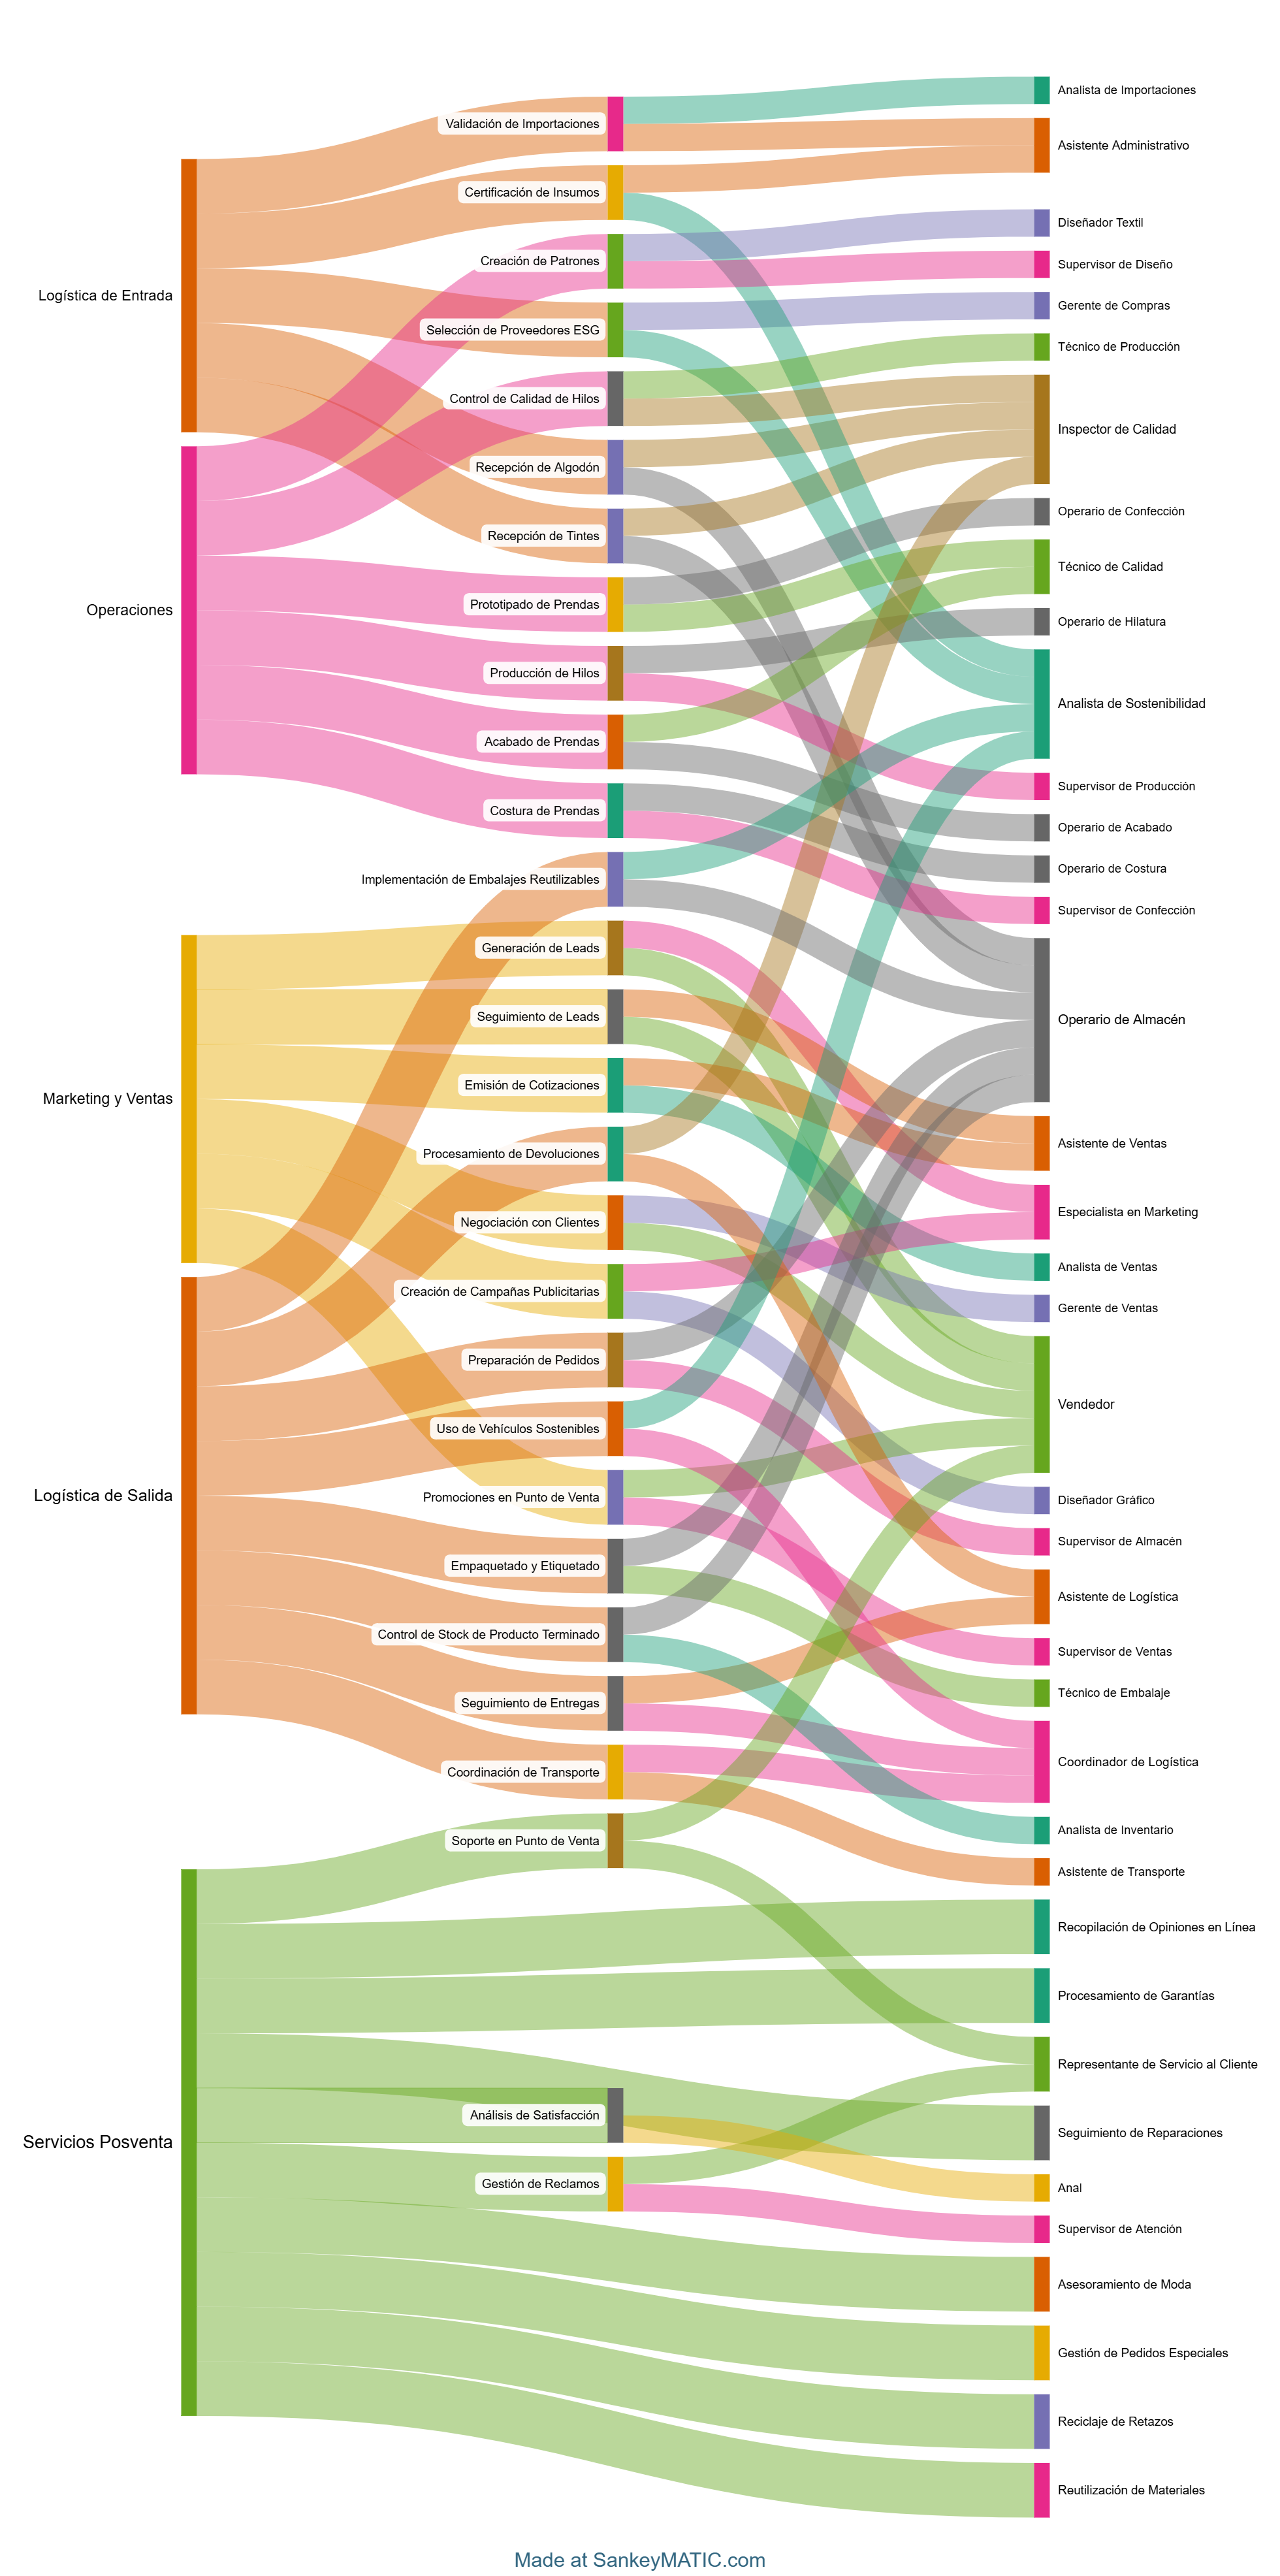 Logística de Entrada
Operaciones
Marketing y Ventas
Logística de Salida
Servicios Posventa
Validación de Importaciones
Certificación de Insumos
Creación de Patrones
Selección de Proveedores ESG
Control de Calidad de Hilos
Recepción de Algodón
Recepción de Tintes
Prototipado de Prendas
Producción de Hilos
Acabado de Prendas
Costura de Prendas
Implementación de Embalajes Reutilizables
Generación de Leads
Seguimiento de Leads
Emisión de Cotizaciones
Procesamiento de Devoluciones
Negociación con Clientes
Creación de Campañas Publicitarias
Preparación de Pedidos
Uso de Vehículos Sostenibles
Promociones en Punto de Venta
Empaquetado y Etiquetado
Control de Stock de Producto Terminado
Seguimiento de Entregas
Coordinación de Transporte
Soporte en Punto de Venta
Análisis de Satisfacción
Gestión de Reclamos
Analista de Importaciones
Asistente Administrativo
Diseñador Textil
Supervisor de Diseño
Gerente de Compras
Técnico de Producción
Inspector de Calidad
Operario de Confección
Técnico de Calidad
Operario de Hilatura
Analista de Sostenibilidad
Supervisor de Producción
Operario de Acabado
Operario de Costura
Supervisor de Confección
Operario de Almacén
Asistente de Ventas
Especialista en Marketing
Analista de Ventas
Gerente de Ventas
Vendedor
Diseñador Gráfico
Supervisor de Almacén
Asistente de Logística
Supervisor de Ventas
Técnico de Embalaje
Coordinador de Logística
Analista de Inventario
Asistente de Transporte
Recopilación de Opiniones en Línea
Procesamiento de Garantías
Representante de Servicio al Cliente
Seguimiento de Reparaciones
Anal
Supervisor de Atención
Asesoramiento de Moda
Gestión de Pedidos Especiales
Reciclaje de Retazos
Reutilización de Materiales
Made at SankeyMATIC.com